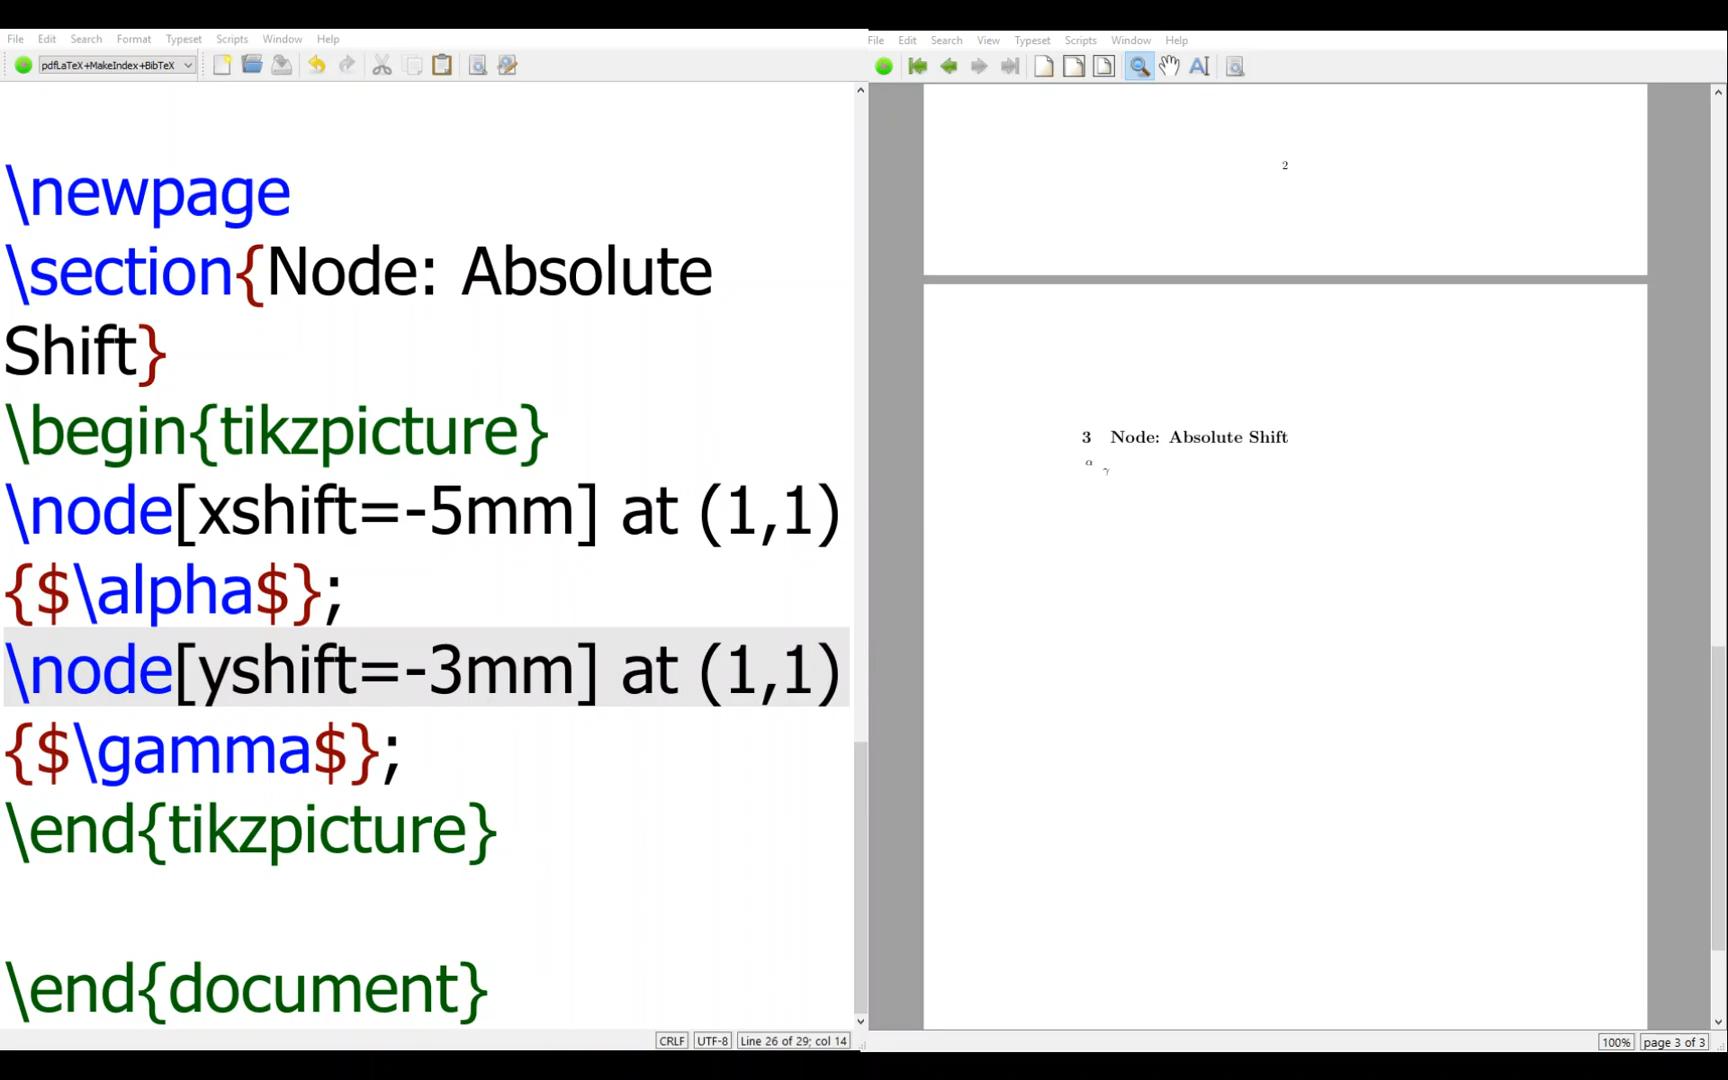 File Edit Search Format Typeset Scripts Window Help
pdfLaTeX+MakeIndex+BibTeX
\newpage
\section{Node: Absolute
Shift}
\begin{tikzpicture}
\node[xshift=-5mm] at (1,1)
{$\alpha$};
\node[yshift=-3mm] at (1,1)
{$\gamma$};
\end{tikzpicture}
\end{document}
CRLF UTF-8 Line 26 of 29; col 14
File Edit Search View Typeset Scripts Window Help
2
3 Node: Absolute Shift
α
γ
100% page 3 of 3